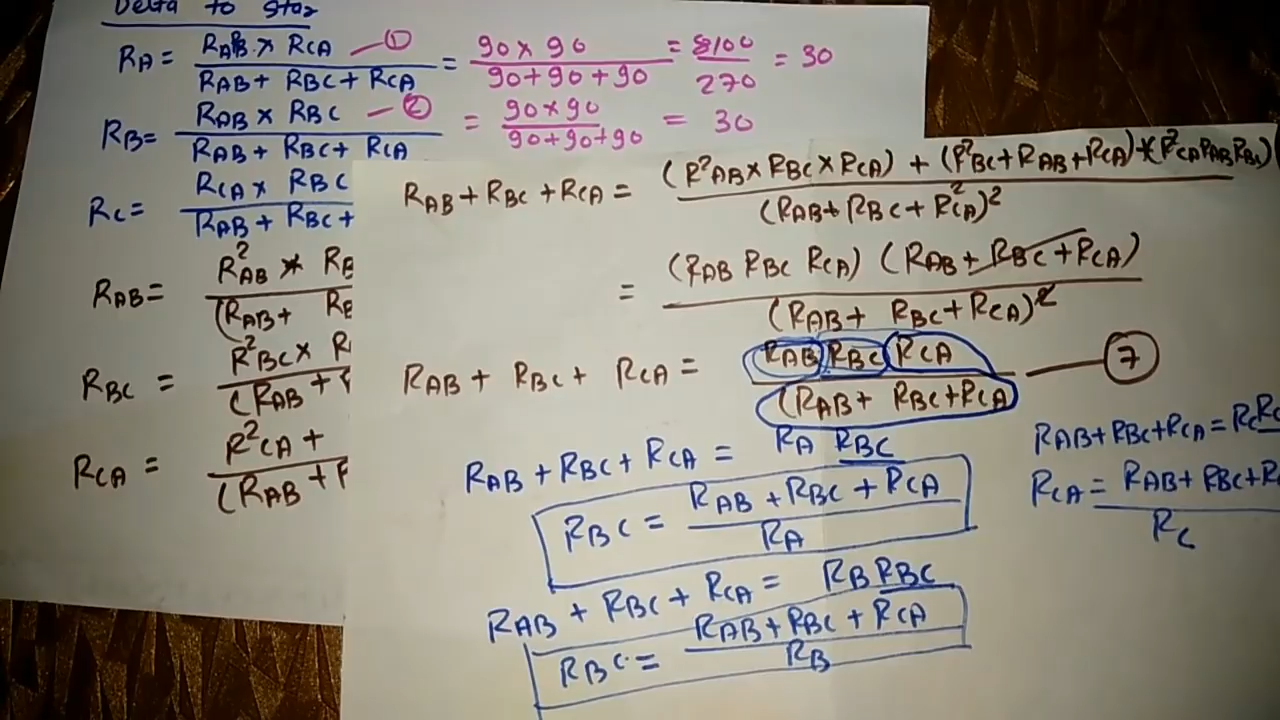 Delta to Star
RA = RAB × RCA —① / RAB + RBC + RCA = 90 × 90 / 90 + 90 + 90 = 8100 / 270 = 30
RB = RAB × RBC —② / RAB + RBC + RCA = 90 × 90 / 90 + 90 + 90 = 30
RC = RCA × RBC / RAB + RBC +
RAB = R²AB × RB / (RAB + RB
RBC = R²BC × R / (RAB +
RCA = R²CA + / (RAB +
RAB + RBC + RCA = (R²AB × RBC × RCA) + (R²BC + RAB + RCA) + (R²CA RAB RBC) / (RAB + RBC + R²CA)²
= (RAB RBC RCA) (RAB + RBC + RCA) / (RAB + RBC + RCA)²
RAB + RBC + RCA = RAB RBC RCA / (RAB + RBC + RCA — ⑦
RAB + RBC + RCA = RA RBC
RBC = RAB + RBC + RCA / RA
RAB + RBC + RCA = RB RBC
RBC = RAB + RBC + RCA / RB
RAB + RBC + RCA = RC
RCA = RAB + RBC + / RC